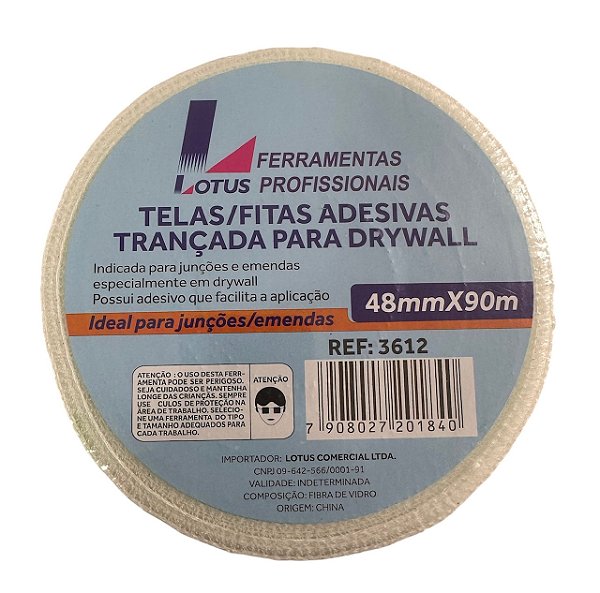 LOTUS
FERRAMENTAS
PROFISSIONAIS
TELAS/FITAS ADESIVAS
TRANÇADA PARA DRYWALL
Indicada para junções e emendas
especialmente em drywall
Possui adesivo que facilita a aplicação
48mmX90m
Ideal para junções/emendas
REF: 3612
ATENÇÃO : O USO DESTA FERR-
AMENTA PODE SER PERIGOSO.
SEJA CUIDADOSO E MANTENHA
LONGE DAS CRIANÇAS. SEMPRE
USE CULOS DE PROTEÇÃO NA
ÁREA DE TRABALHO. SELECIO-
NE UMA FERRAMENTA DO TIPO
E TAMANHO ADEQUADOS PARA
CADA TRABALHO.
ATENÇÃO
7 908027 201840
IMPORTADOR: LOTUS COMERCIAL LTDA.
CNPJ 09-642-566/0001-91
VALIDADE: INDETERMINADA
COMPOSIÇÃO: FIBRA DE VIDRO
ORIGEM: CHINA